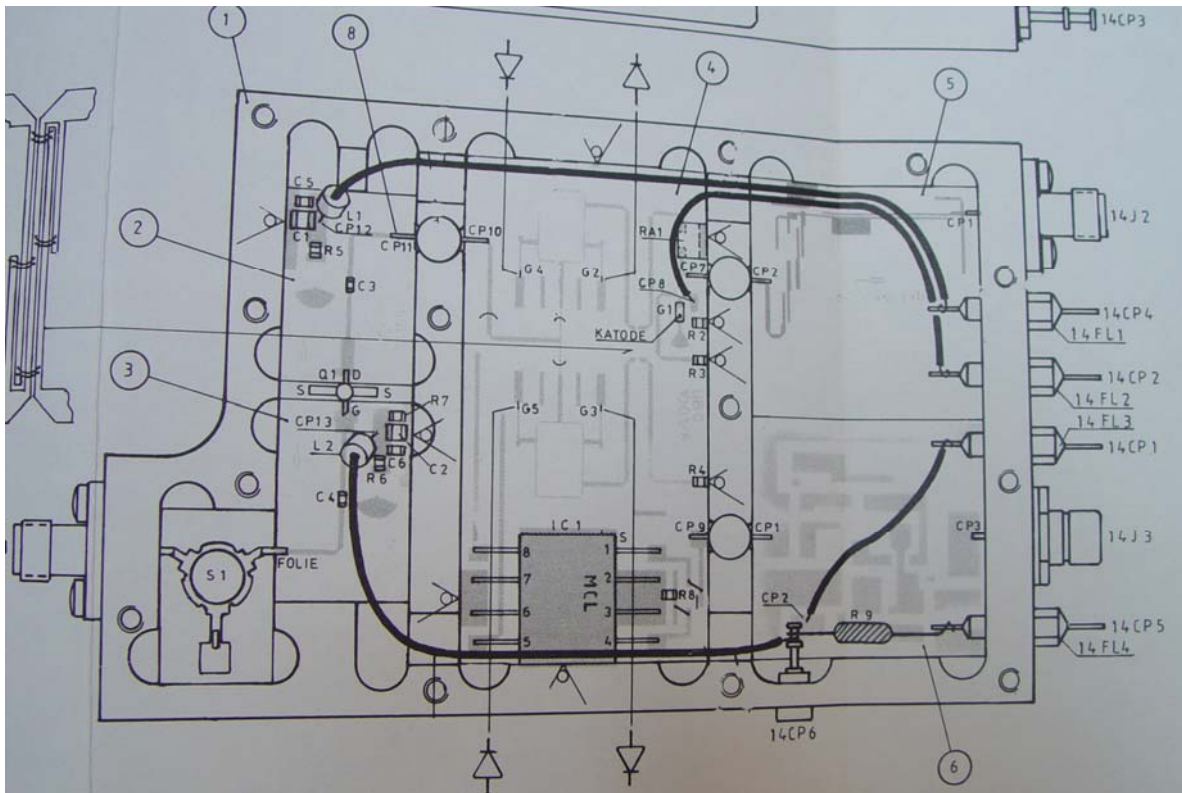 14CP3
1
8
4
5
C5
L1
CP12
C1
R5
CP11
CP10
G4
G2
RA1
CP1
14J2
2
C3
CP7
CP2
CP8
G1
KATODE
R2
R3
14CP4
14FL1
14CP2
14FL2
14FL3
14CP1
3
Q1 D
S
S
G
R7
CP13
L2
R6
C6
C2
G5
G3
C4
R4
IC1
S
CP9
CP1
CP3
14J3
FOLIE
S1
8
7
6
5
MCL
1
2
3
4
R8
CP2
R9
14CP5
14FL4
14CP6
6